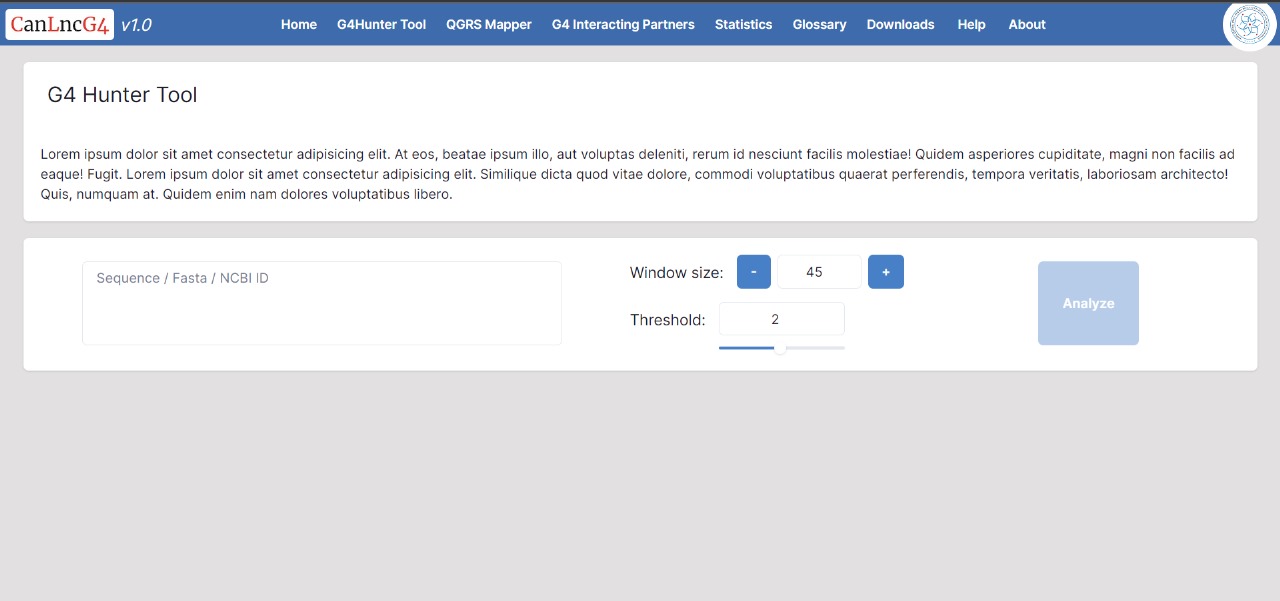 CanLncG4 v1.0
Home G4Hunter Tool QGRS Mapper G4 Interacting Partners Statistics Glossary Downloads Help About
G4 Hunter Tool
Lorem ipsum dolor sit amet consectetur adipisicing elit. At eos, beatae ipsum illo, aut voluptas deleniti, rerum id nesciunt facilis molestiae! Quidem asperiores cupiditate, magni non facilis ad
eaque! Fugit. Lorem ipsum dolor sit amet consectetur adipisicing elit. Similique dicta quod vitae dolore, commodi voluptatibus quaerat perferendis, tempora veritatis, laboriosam architecto!
Quis, numquam at. Quidem enim nam dolores voluptatibus libero.
Sequence / Fasta / NCBI ID
Window size: - 45 +
Threshold: 2
Analyze